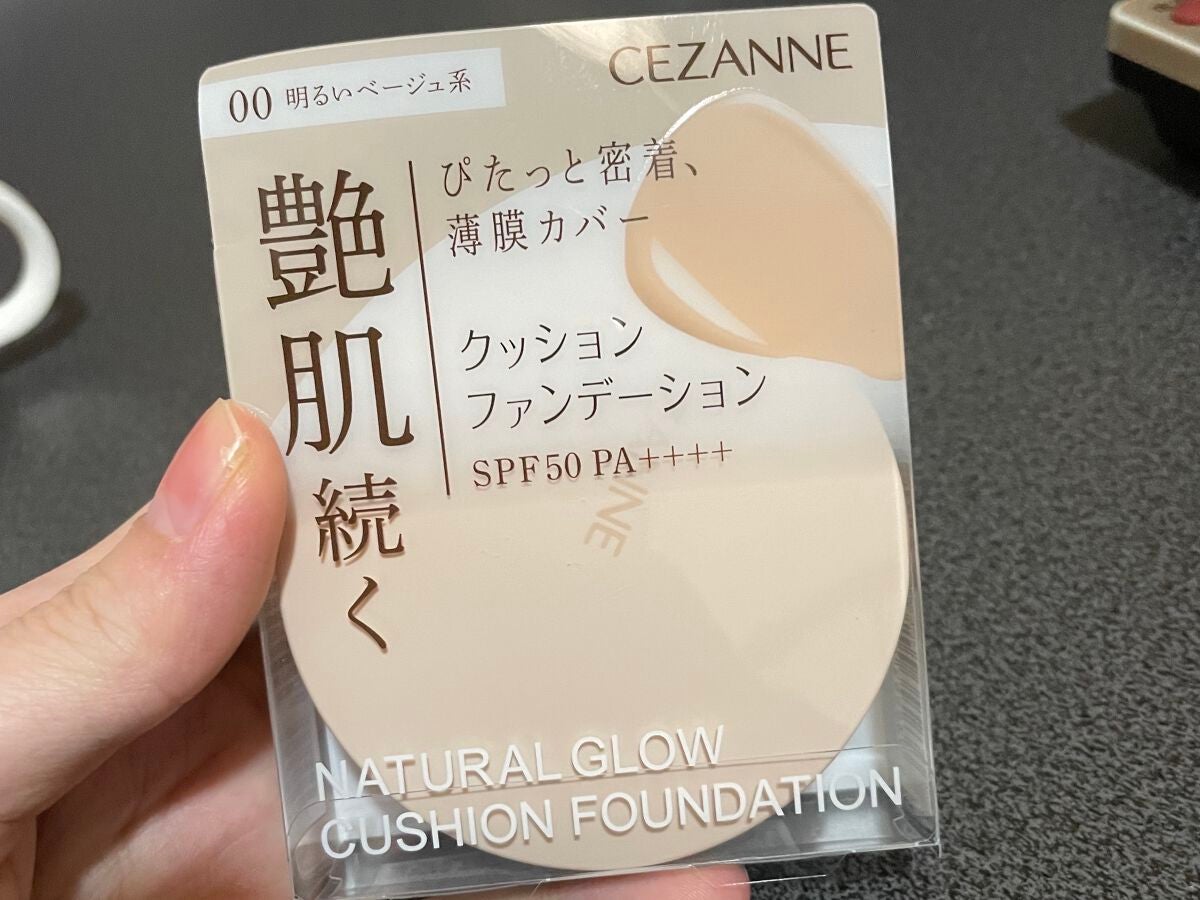 CEZANNE
00 明るいベージュ系
艶肌続く
ぴたっと密着、
薄膜カバー
クッション
ファンデーション
SPF50 PA++++
NNE
NATURAL GLOW
CUSHION FOUNDATION